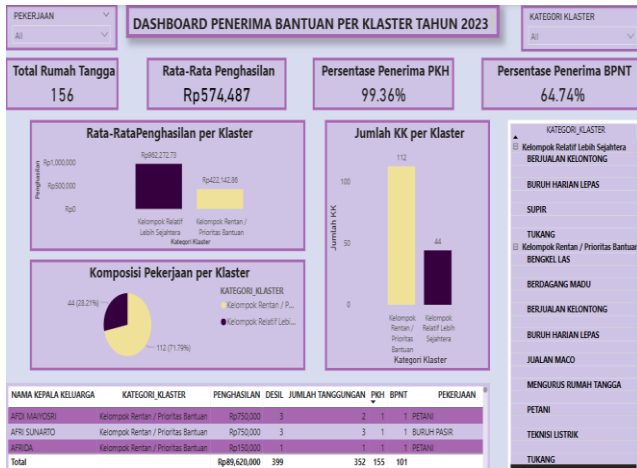 PEKERJAAN
All
DASHBOARD PENERIMA BANTUAN PER KLASTER TAHUN 2023
KATEGORI KLASTER
All
Total Rumah Tangga
156
Rata-Rata Penghasilan
Rp574,487
Persentase Penerima PKH
99.36%
Persentase Penerima BPNT
64.74%
Rata-RataPenghasilan per Klaster
Penghasilan
Rp1,000,000
Rp500,000
Rp0
Rp962,272.73
Rp422,142.86
Kelompok Relatif
Lebih Sejahtera
Kelompok Rentan /
Prioritas Bantuan
Kategori Klaster
Komposisi Pekerjaan per Klaster
44 (28.21%)
112 (71.79%)
KATEGORI_KLASTER
Kelompok Rentan / P...
Kelompok Relatif Lebi...
Jumlah KK per Klaster
Jumlah KK
100
50
0
112
44
Kelompok
Rentan /
Prioritas
Bantuan
Kelompok
Relatif Lebih
Sejahtera
Kategori Klaster
KATEGORI_KLASTER
Kelompok Relatif Lebih Sejahtera
BERJUALAN KELONTONG
BURUH HARIAN LEPAS
SUPIR
TUKANG
Kelompok Rentan / Prioritas Bantuan
BENGKEL LAS
BERDAGANG MADU
BERJUALAN KELONTONG
BURUH HARIAN LEPAS
JUALAN MACO
MENGURUS RUMAH TANGGA
PETANI
TEKNISI LISTRIK
TUKANG
NAMA KEPALA KELUARGA KATEGORI_KLASTER PENGHASILAN DESIL JUMLAH TANGGUNGAN PKH BPNT PEKERJAAN
AFDI MAIYOSRI Kelompok Rentan / Prioritas Bantuan Rp750,000 3 2 1 1 PETANI
AFRI SUNARTO Kelompok Rentan / Prioritas Bantuan Rp750,000 3 3 1 1 BURUH PASIR
AFRIDA Kelompok Rentan / Prioritas Bantuan Rp150,000 1 1 1 1 PETANI
Total Rp89,620,000 399 352 155 101